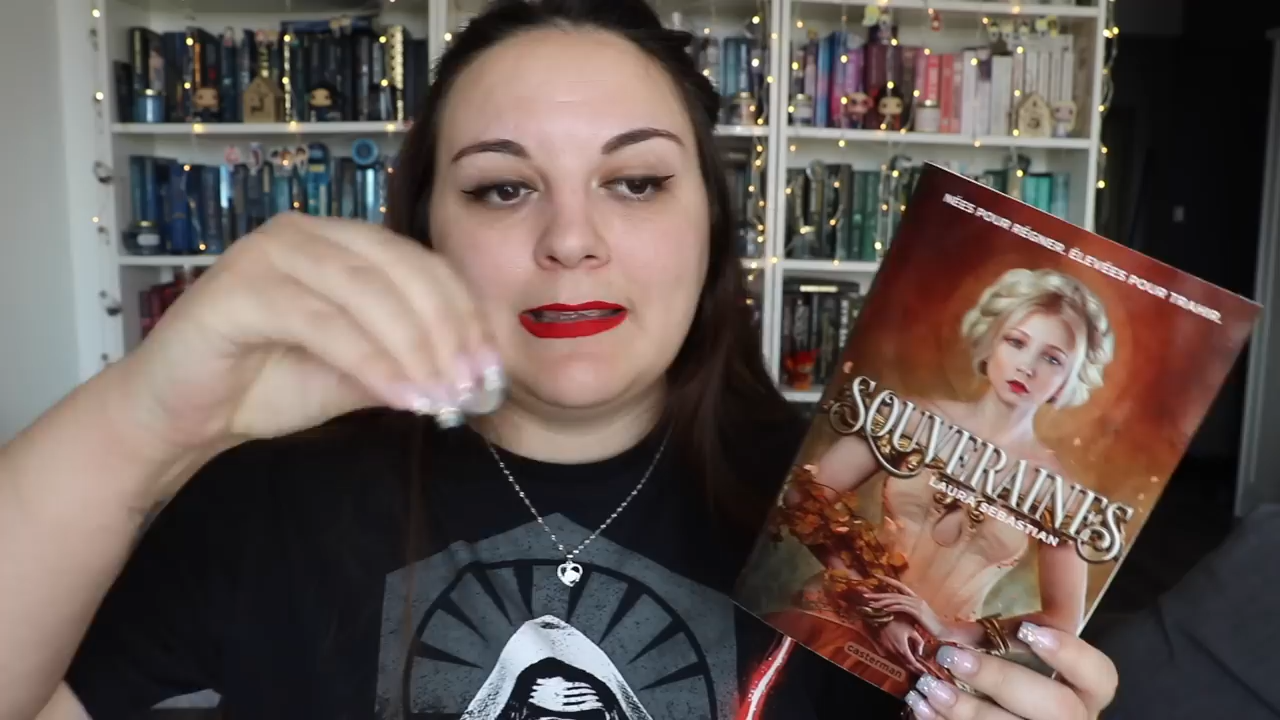 NÉES POUR RÉGNER. ÉLEVÉES POUR TRAHIR.
SOUVERAINES
LAURA SEBASTIAN
casterman